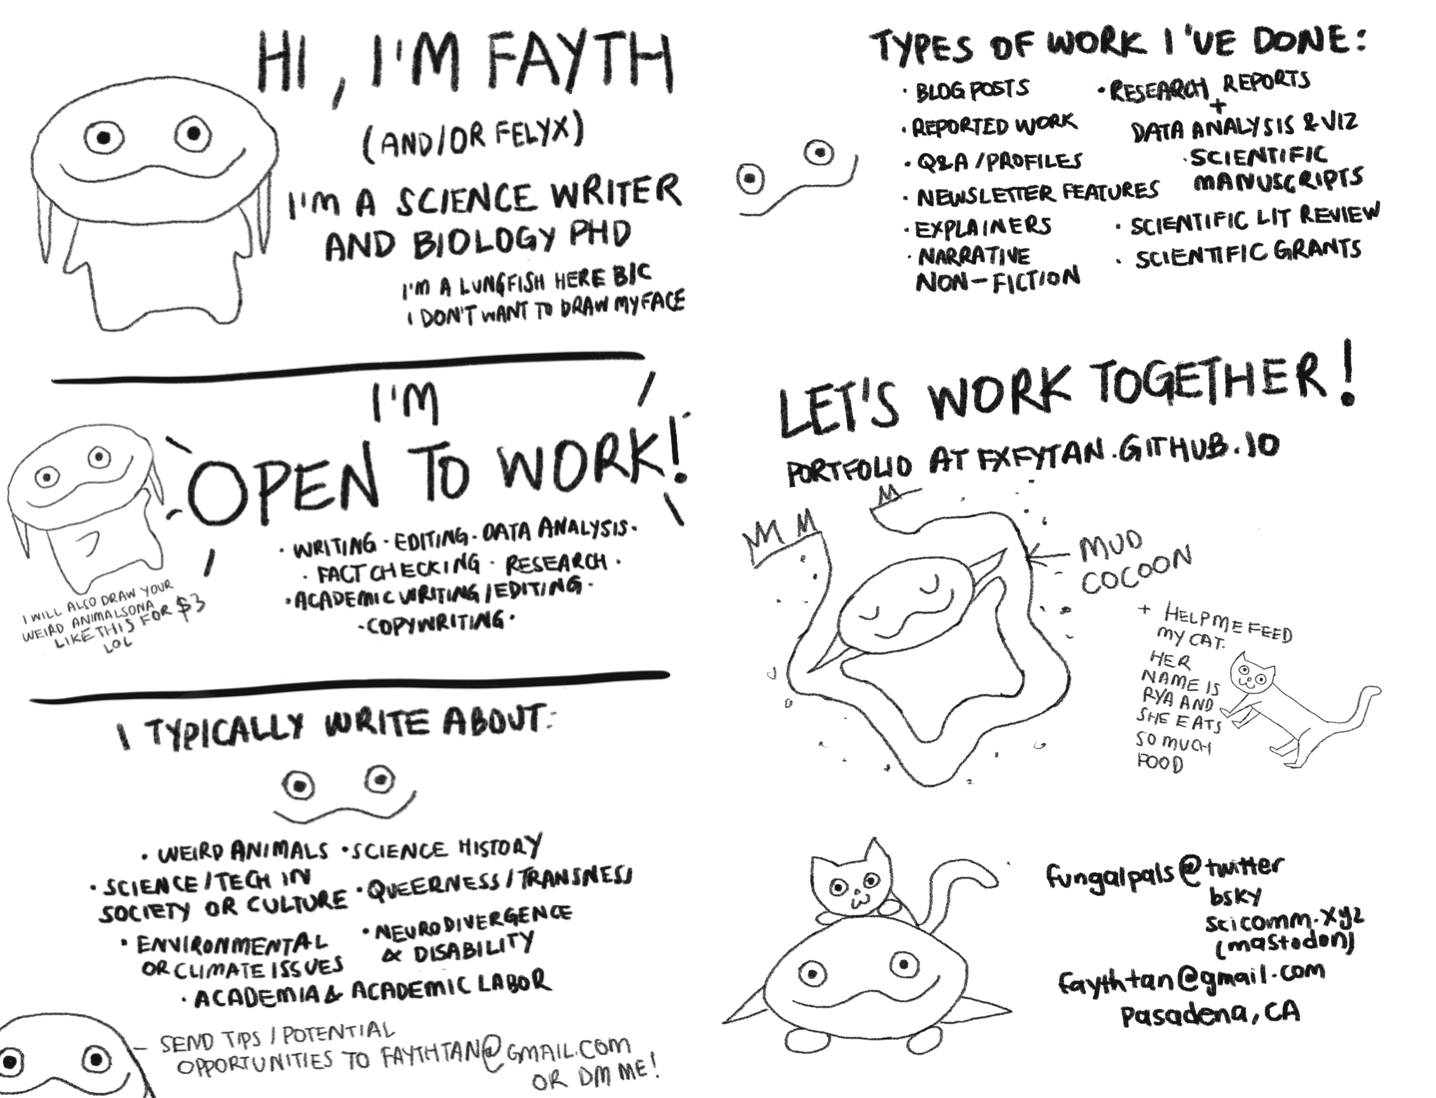 HI, I'M FAYTH
(AND/OR FELYX)
I'M A SCIENCE WRITER
AND BIOLOGY PHD
I'M A LUNGFISH HERE B/C
I DON'T WANT TO DRAW MY FACE
I'M
OPEN TO WORK!
· WRITING · EDITING · DATA ANALYSIS ·
· FACT CHECKING · RESEARCH ·
· ACADEMIC WRITING/EDITING ·
· COPYWRITING ·
I WILL ALSO DRAW YOUR
WEIRD ANIMALSONA
LIKE THIS FOR $3
LOL
I TYPICALLY WRITE ABOUT:
· WEIRD ANIMALS · SCIENCE HISTORY
· SCIENCE/TECH IN
SOCIETY OR CULTURE
· QUEERNESS/TRANSNESS
· ENVIRONMENTAL
OR CLIMATE ISSUES
· NEURODIVERGENCE
& DISABILITY
· ACADEMIA & ACADEMIC LABOR
SEND TIPS / POTENTIAL
OPPORTUNITIES TO FAYTHTAN@GMAIL.COM
OR DM ME!
TYPES OF WORK I'VE DONE:
· BLOG POSTS
· REPORTED WORK
· Q&A/PROFILES
· NEWSLETTER FEATURES
· EXPLAINERS
· NARRATIVE
NON-FICTION
· RESEARCH REPORTS
+
DATA ANALYSIS & VIZ
· SCIENTIFIC
MANUSCRIPTS
· SCIENTIFIC LIT REVIEW
· SCIENTIFIC GRANTS
LET'S WORK TOGETHER!
PORTFOLIO AT FXFYTAN.GITHUB.IO
MUD
COCOON
+ HELP ME FEED
MY CAT.
HER
NAME IS
RYA AND
SHE EATS
SO MUCH
FOOD
fungalpals@twitter
bsky
scicomm.xyz
(mastodon)
faythtan@gmail.com
Pasadena, CA